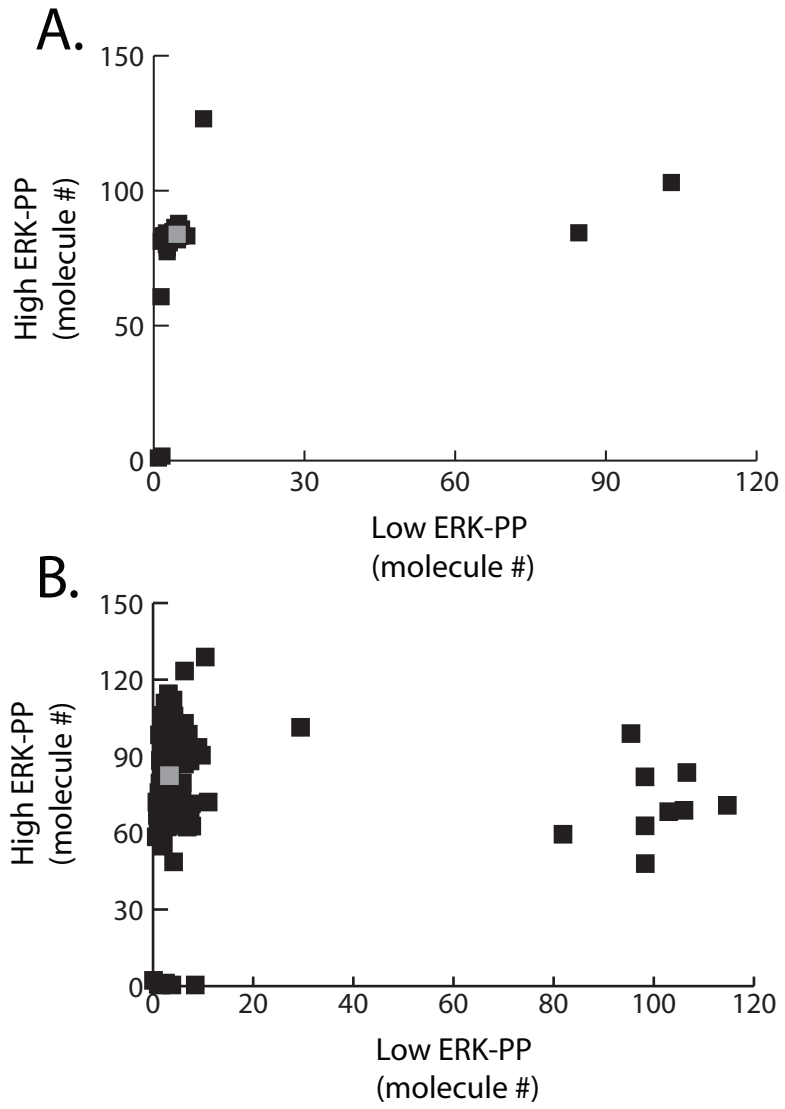 A.
150
100
50
0
High ERK-PP
(molecule #)
0 30 60 90 120
Low ERK-PP
(molecule #)
B.
150
120
90
60
30
0
High ERK-PP
(molecule #)
0 20 40 60 80 100 120
Low ERK-PP
(molecule #)